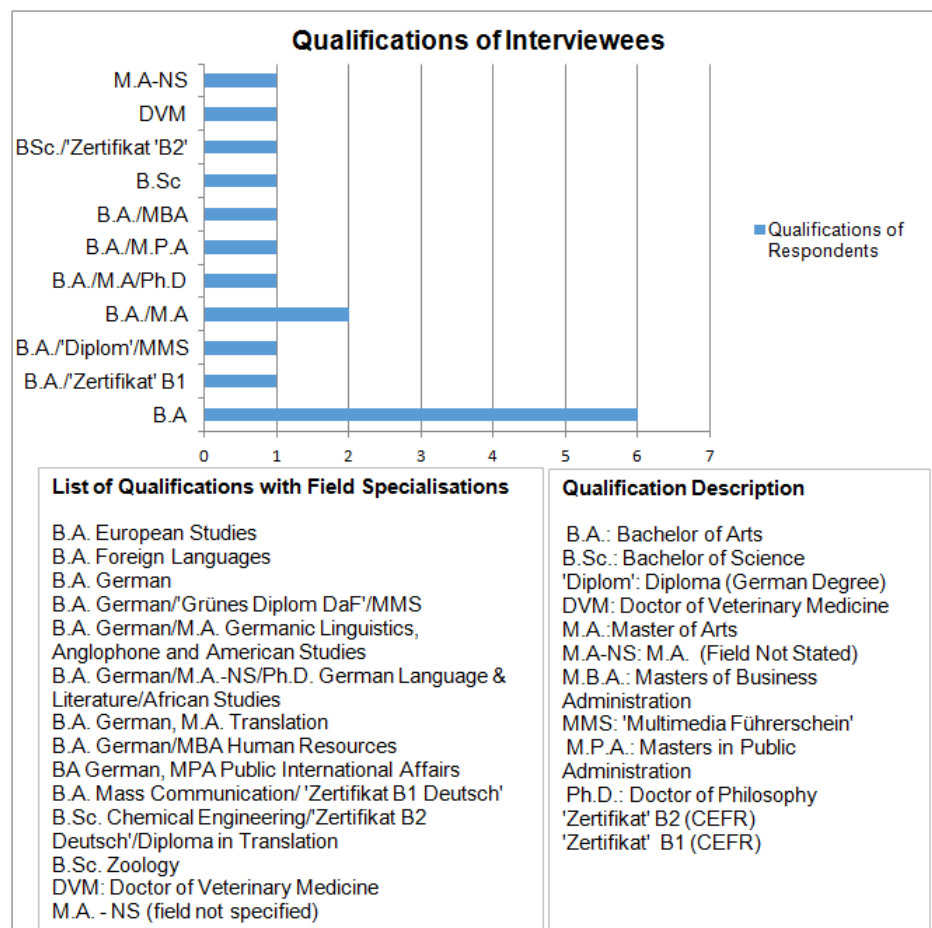 Qualifications of Interviewees
M.A-NS
DVM
BSc./'Zertifikat 'B2'
B.Sc
B.A./MBA
B.A./M.P.A
B.A./M.A/Ph.D
B.A./M.A
B.A./'Diplom'/MMS
B.A./'Zertifikat' B1
B.A
0 1 2 3 4 5 6 7
Qualifications of
Respondents
List of Qualifications with Field Specialisations
B.A. European Studies
B.A. Foreign Languages
B.A. German
B.A. German/'Grünes Diplom DaF'/MMS
B.A. German/M.A. Germanic Linguistics,
Anglophone and American Studies
B.A. German/M.A.-NS/Ph.D. German Language &
Literature/African Studies
B.A. German, M.A. Translation
B.A. German/MBA Human Resources
BA German, MPA Public International Affairs
B.A. Mass Communication/ 'Zertifikat B1 Deutsch'
B.Sc. Chemical Engineering/'Zertifikat B2
Deutsch'/Diploma in Translation
B.Sc. Zoology
DVM: Doctor of Veterinary Medicine
M.A. - NS (field not specified)
Qualification Description
B.A.: Bachelor of Arts
B.Sc.: Bachelor of Science
'Diplom': Diploma (German Degree)
DVM: Doctor of Veterinary Medicine
M.A.:Master of Arts
M.A-NS: M.A. (Field Not Stated)
M.B.A.: Masters of Business
Administration
MMS: 'Multimedia Führerschein'
M.P.A.: Masters in Public
Administration
Ph.D.: Doctor of Philosophy
'Zertifikat' B2 (CEFR)
'Zertifikat' B1 (CEFR)